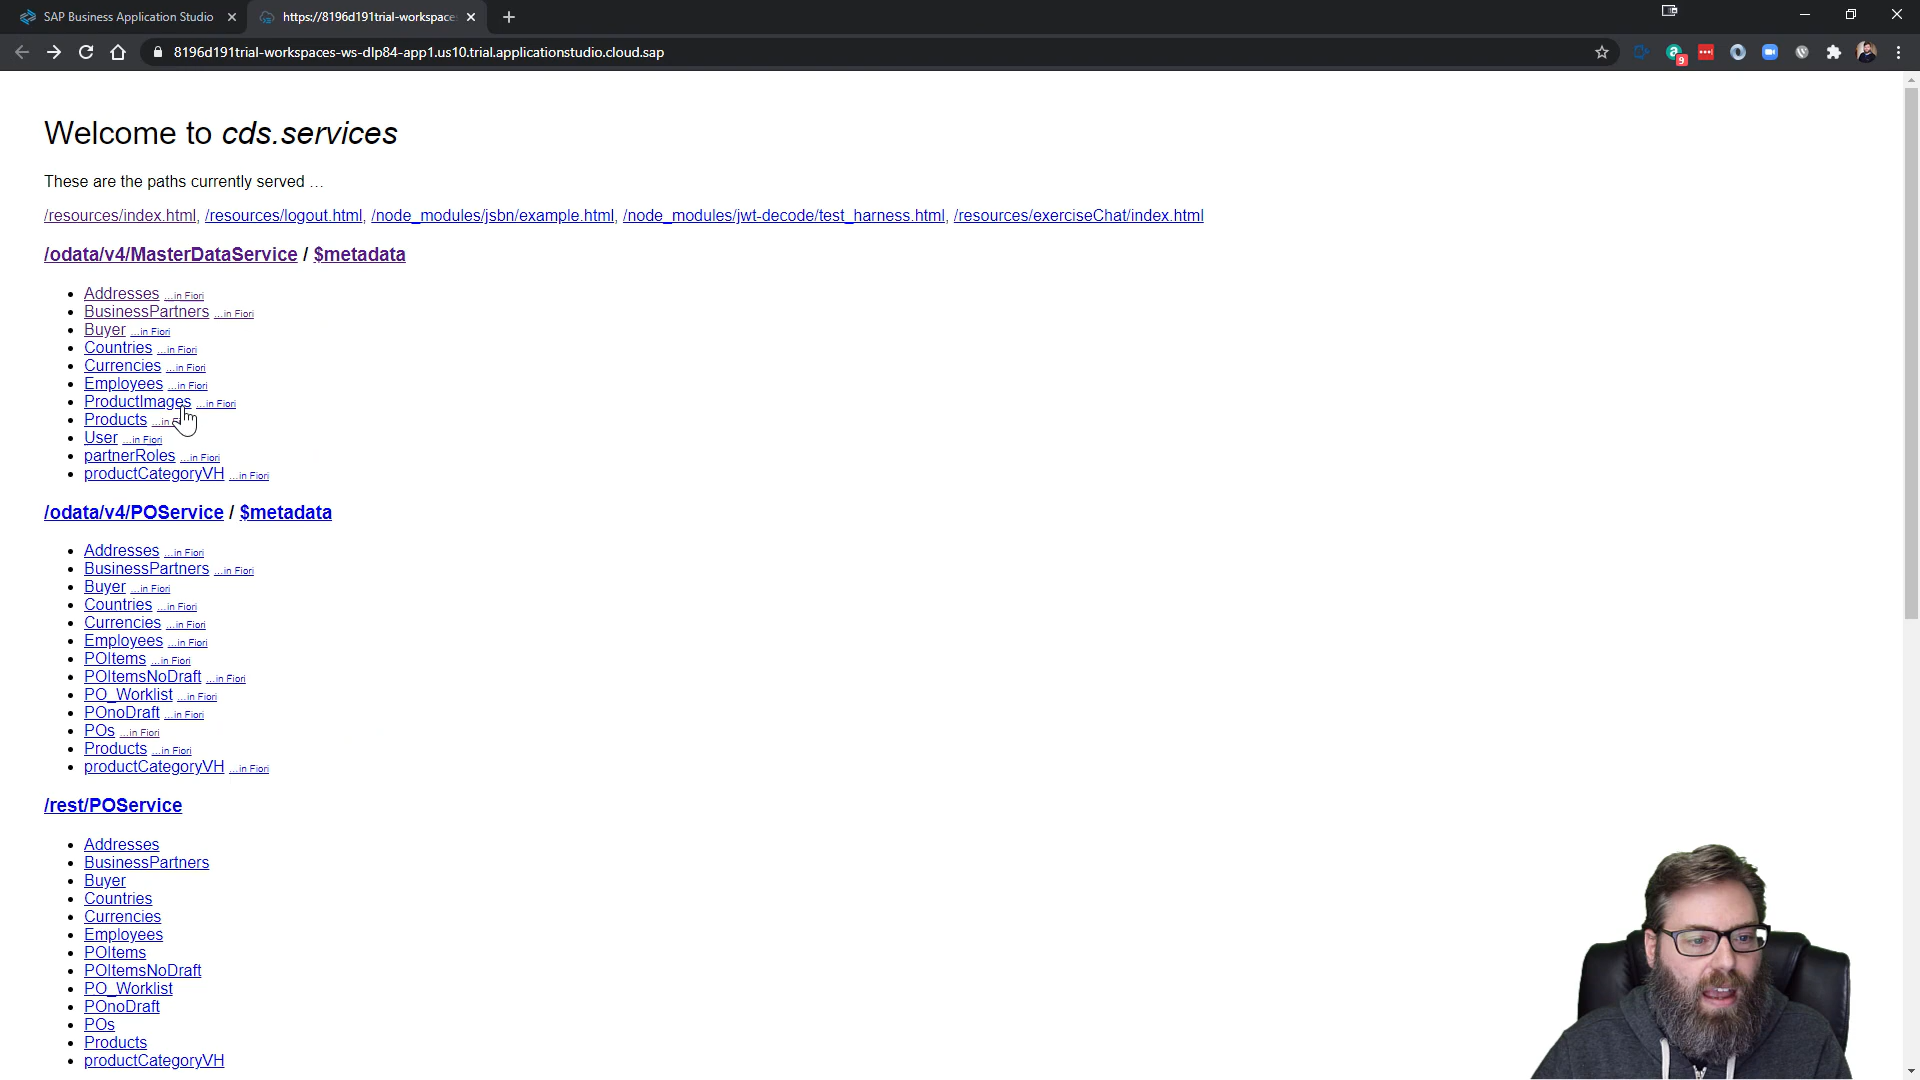 SAP Business Application Studio
https://8196d191trial-workspaces
8196d191trial-workspaces-ws-dlp84-app1.us10.trial.applicationstudio.cloud.sap
9
Welcome to cds.services
These are the paths currently served …
/resources/index.html, /resources/logout.html, /node_modules/jsbn/example.html, /node_modules/jwt-decode/test_harness.html, /resources/exerciseChat/index.html
/odata/v4/MasterDataService / $metadata
Addresses ...in Fiori
BusinessPartners ...in Fiori
Buyer ...in Fiori
Countries ...in Fiori
Currencies ...in Fiori
Employees ...in Fiori
ProductImages ...in Fiori
Products ...in
User ...in Fiori
partnerRoles ...in Fiori
productCategoryVH ...in Fiori
/odata/v4/POService / $metadata
Addresses ...in Fiori
BusinessPartners ...in Fiori
Buyer ...in Fiori
Countries ...in Fiori
Currencies ...in Fiori
Employees ...in Fiori
POItems ...in Fiori
POItemsNoDraft ...in Fiori
PO_Worklist ...in Fiori
POnoDraft ...in Fiori
POs ...in Fiori
Products ...in Fiori
productCategoryVH ...in Fiori
/rest/POService
Addresses
BusinessPartners
Buyer
Countries
Currencies
Employees
POItems
POItemsNoDraft
PO_Worklist
POnoDraft
POs
Products
productCategoryVH